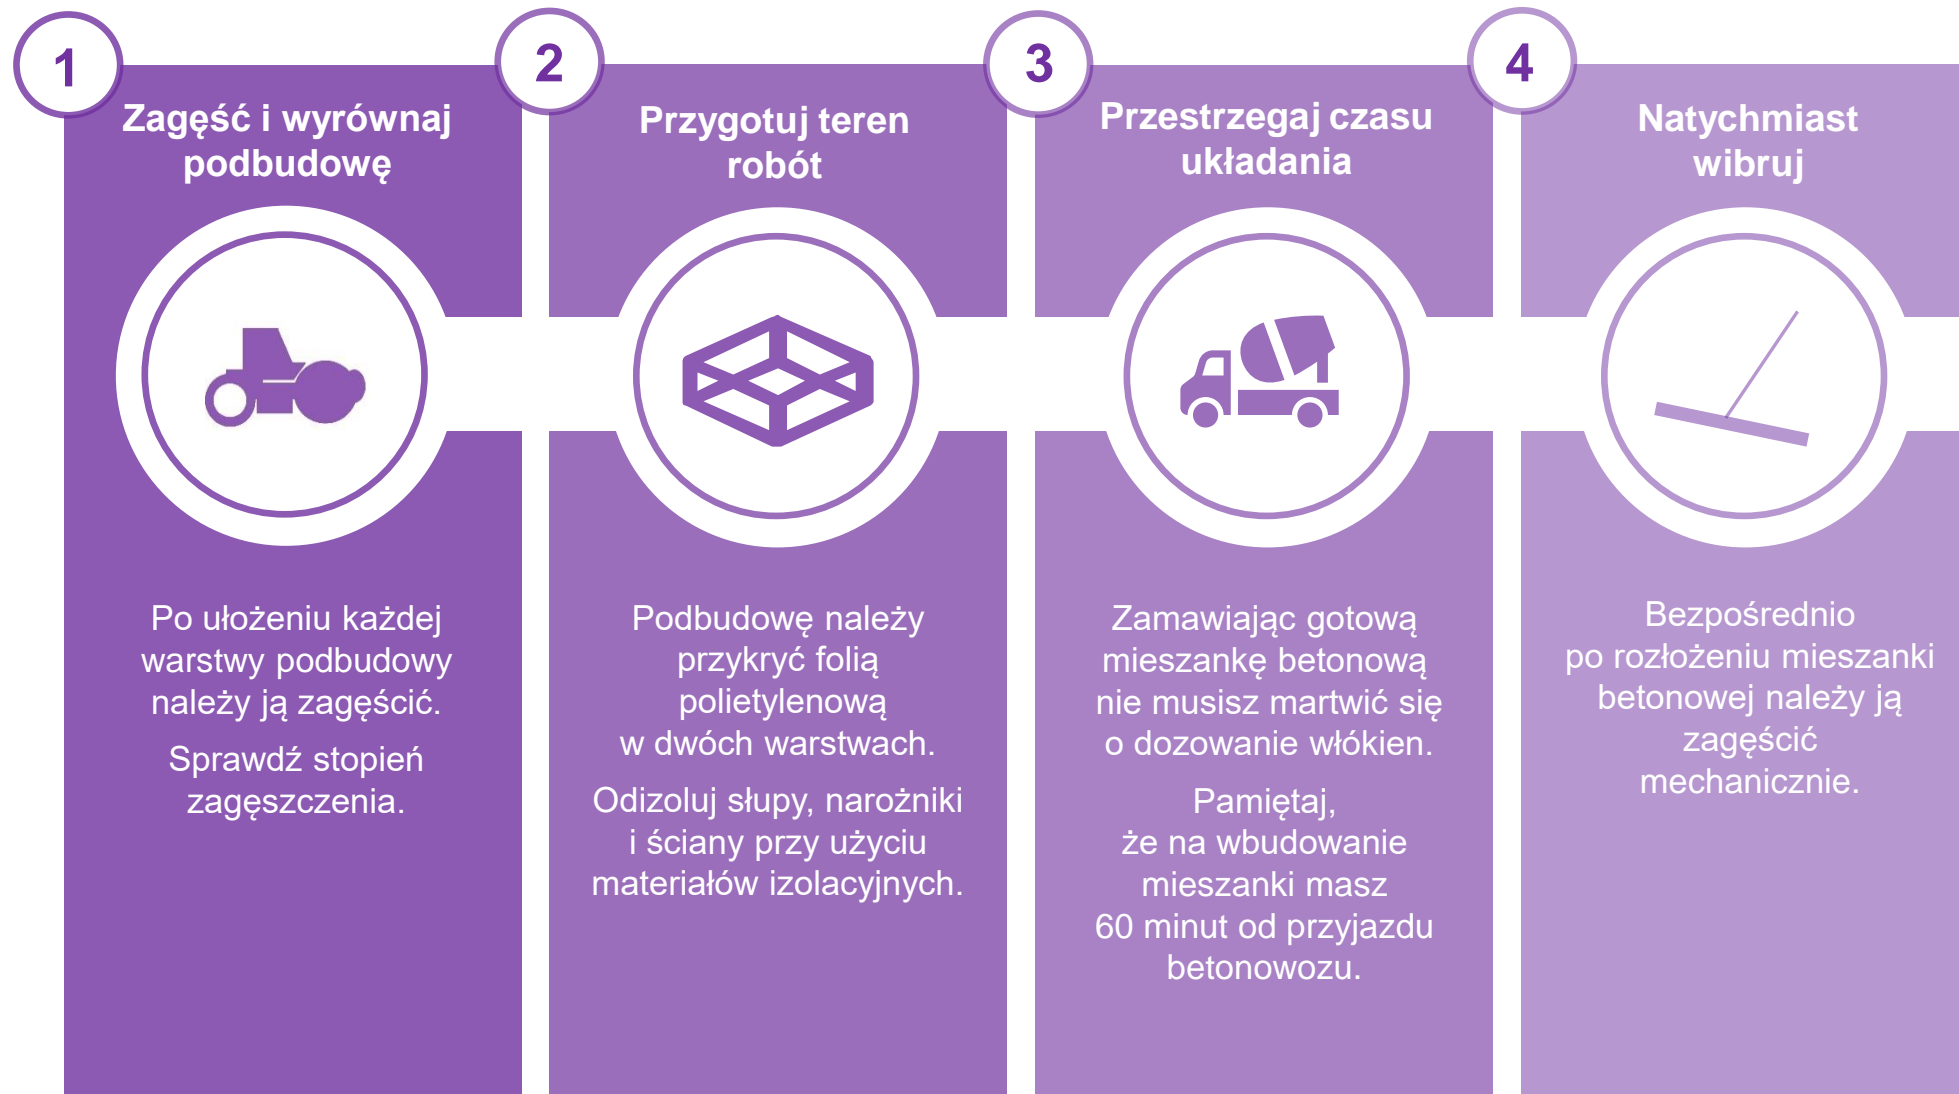 1
Zagęść i wyrównaj
podbudowę
Po ułożeniu każdej
warstwy podbudowy
należy ją zagęścić.
Sprawdź stopień
zagęszczenia.
2
Przygotuj teren
robót
Podbudowę należy
przykryć folią
polietylenową
w dwóch warstwach.
Odizoluj słupy, narożniki
i ściany przy użyciu
materiałów izolacyjnych.
3
Przestrzegaj czasu
układania
Zamawiając gotową
mieszankę betonową
nie musisz martwić się
o dozowanie włókien.
Pamiętaj,
że na wbudowanie
mieszanki masz
60 minut od przyjazdu
betonowozu.
4
Natychmiast
wibruj
Bezpośrednio
po rozłożeniu mieszanki
betonowej należy ją
zagęścić
mechanicznie.